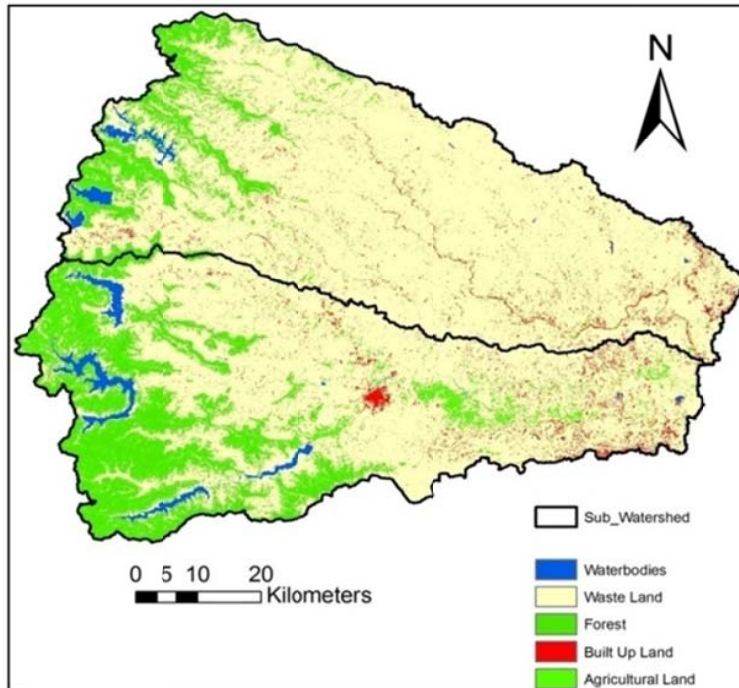 N
0 5 10 20
Kilometers
Sub_Watershed
Waterbodies
Waste Land
Forest
Built Up Land
Agricultural Land